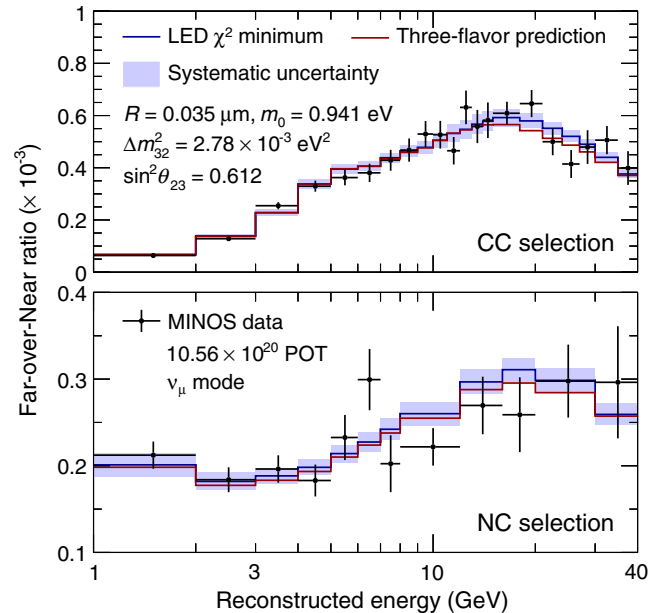 Far-over-Near ratio (× 10⁻³)
1
0.8
0.6
0.4
0.2
0
LED χ² minimum
Three-flavor prediction
Systematic uncertainty
R = 0.035 μm, m₀ = 0.941 eV
Δm²₃₂ = 2.78 × 10⁻³ eV²
sin²θ₂₃ = 0.612
CC selection
0.4
0.3
0.2
0.1
MINOS data
10.56 × 10²⁰ POT
νμ mode
NC selection
1 3 10 40
Reconstructed energy (GeV)